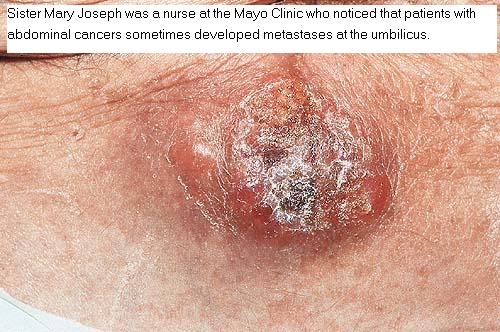 Sister Mary Joseph was a nurse at the Mayo Clinic who noticed that patients with
abdominal cancers sometimes developed metastases at the umbilicus.